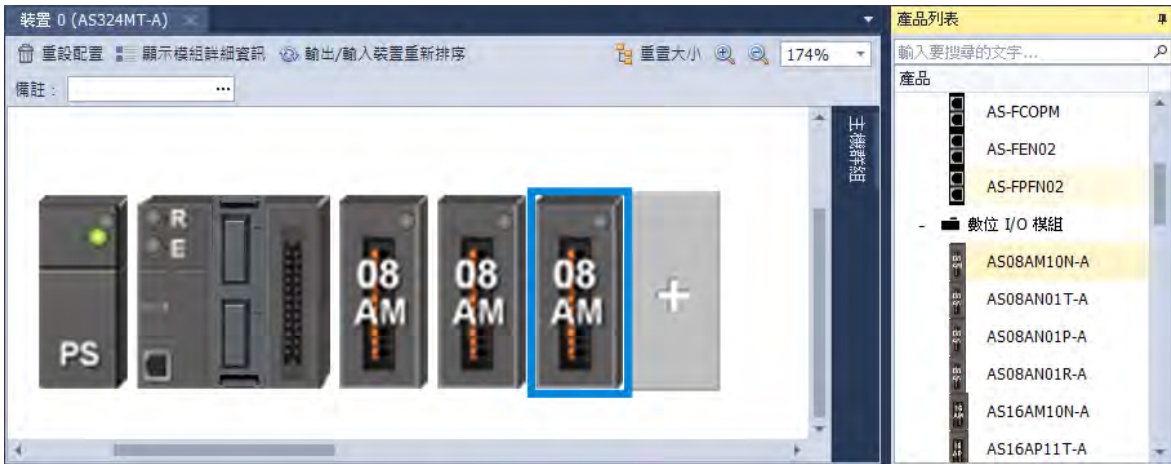 裝置 0 (AS324MT-A)
重設配置 顯示模組詳細資訊 輸出/輸入裝置重新排序 重置大小 174%
備註：
...
主機群組
R
E
PS
08
AM
08
AM
08
AM
+
產品列表
輸入要搜尋的文字...
產品
AS-FCOPM
AS-FEN02
AS-FPFN02
- 數位 I/O 模組
AS08AM10N-A
AS08AN01T-A
AS08AN01P-A
AS08AN01R-A
AS16AM10N-A
AS16AP11T-A